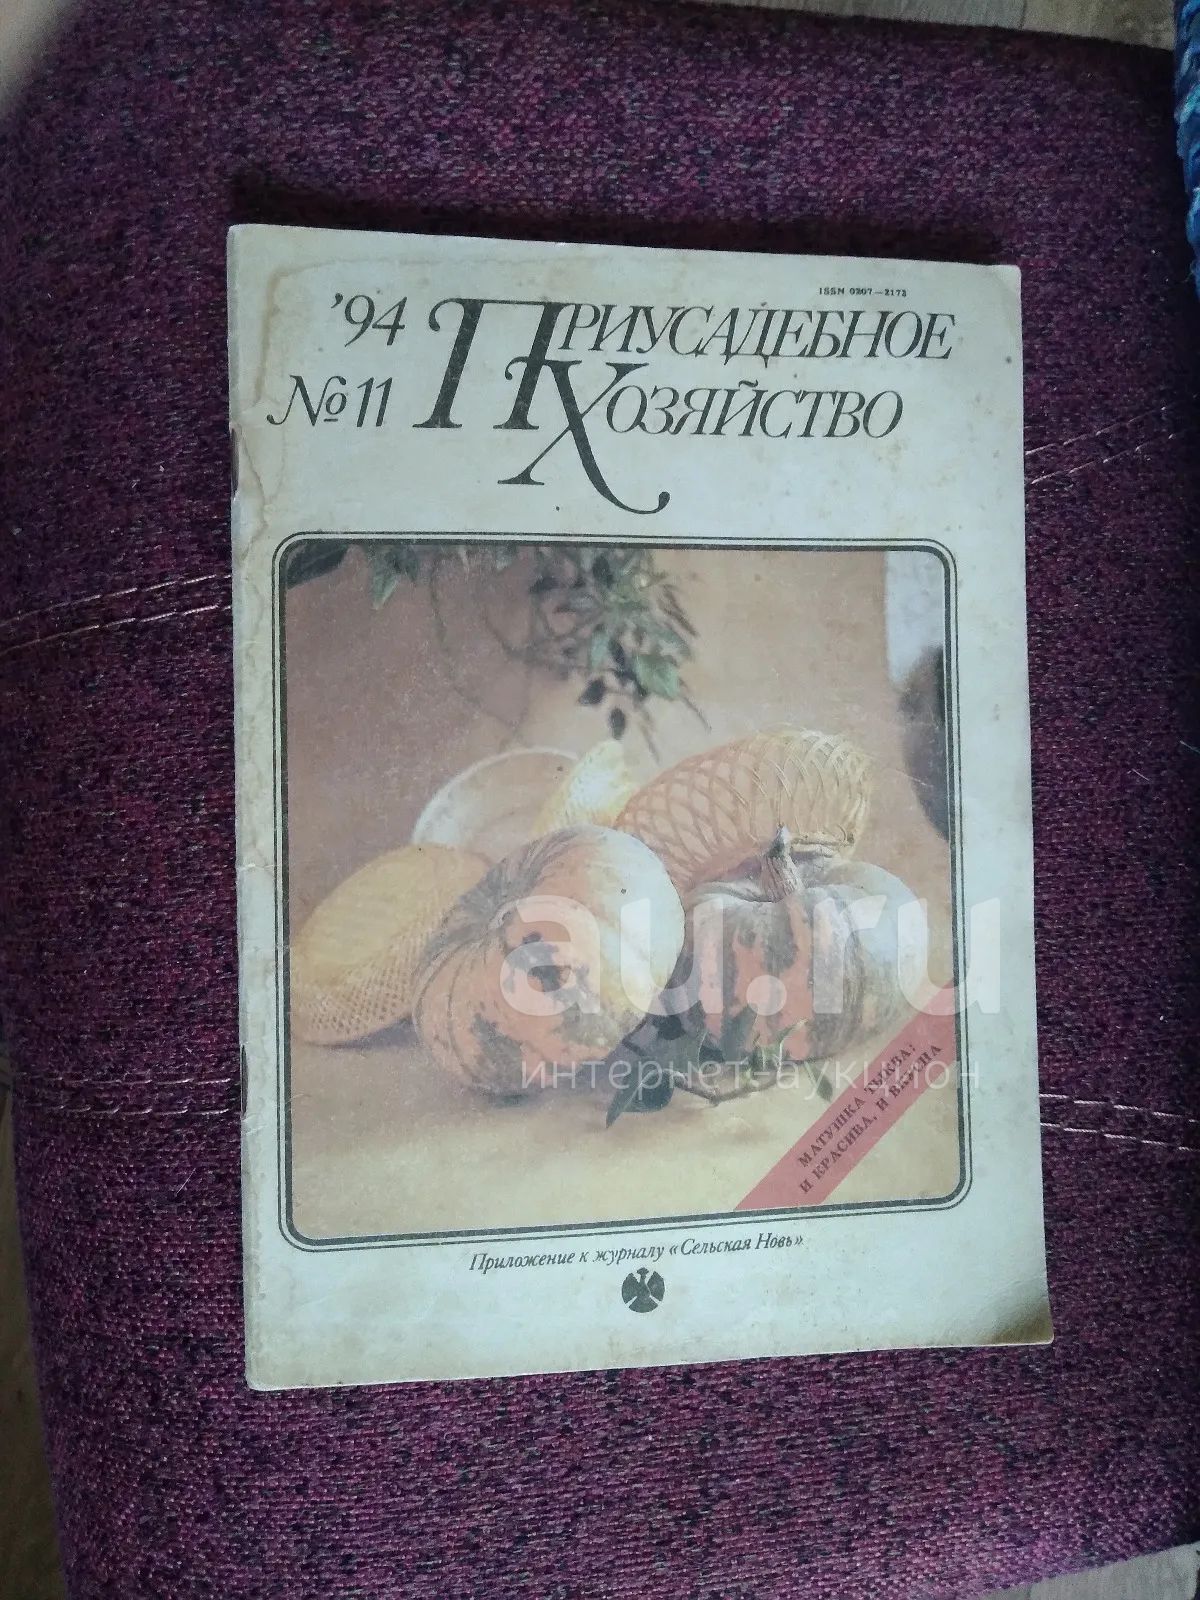 ISSN 0207—2173
'94 ПРИУСАДЕБНОЕ
№11 ХОЗЯЙСТВО
au.ru
интернет-аукцион
МАТУШКА ТЫКВА:
И КРАСИВА, И ВКУСНА
Приложение к журналу «Сельская Новь»